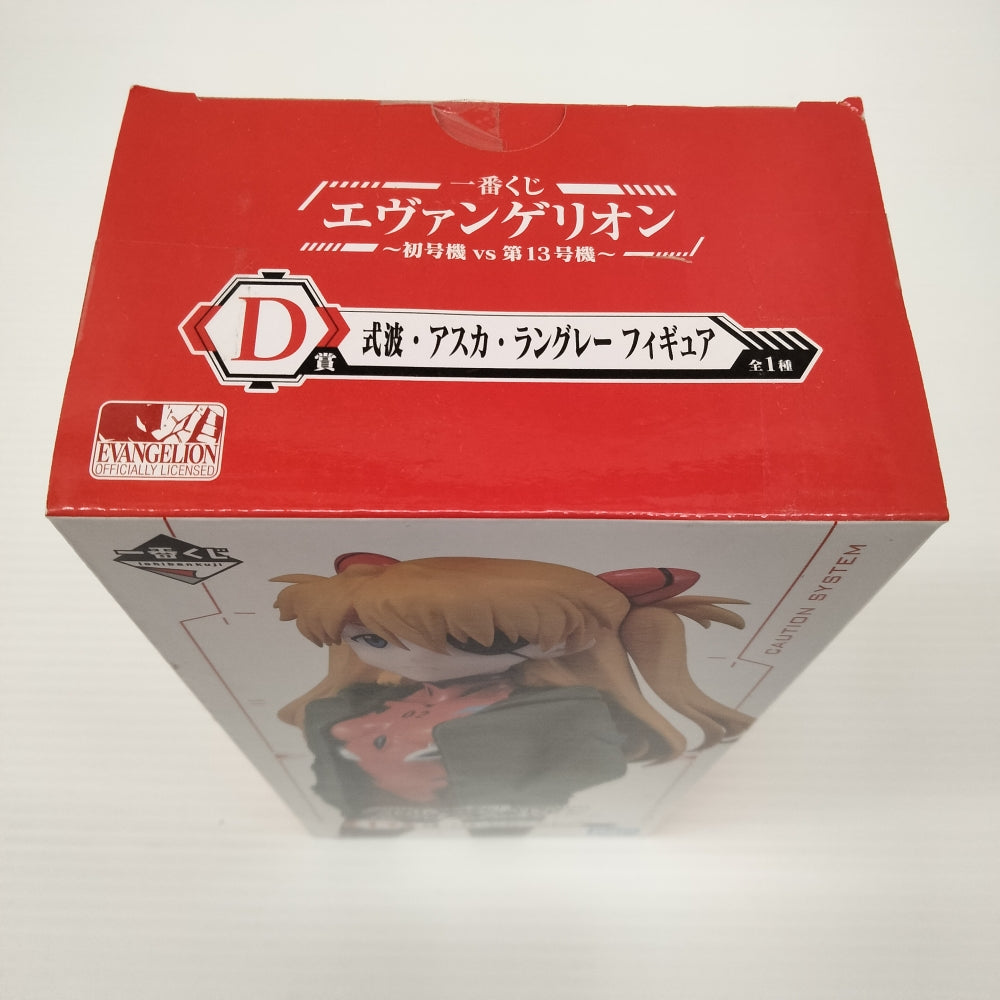 一番くじ
エヴァンゲリオン
～初号機 vs 第13号機～
D
賞
式波・アスカ・ラングレー フィギュア
全1種
EVANGELION
OFFICIALLY LICENSED
一番くじ
ichibankuji
CAUTION SYSTEM
02